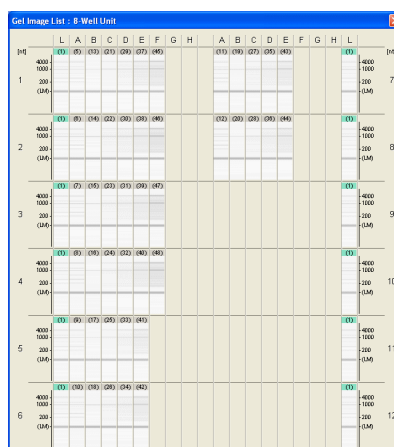 Gel Image List : 8-Well Unit
L A B C D E F G H A B C D E F G H L
[nt] (1) (5) (13) (21) (29) (37) (45) (11) (19) (27) (35) (43) (1) [nt]
4000 4000
1000 1000
1 7
200 200
(LM) (LM)
(1) (6) (14) (22) (30) (38) (46) (12) (20) (28) (36) (44) (1)
4000 4000
1000 1000
2 8
200 200
(LM) (LM)
(1) (7) (15) (23) (31) (39) (47) (1)
4000 4000
1000 1000
3 9
200 200
(LM) (LM)
(1) (8) (16) (24) (32) (40) (48) (1)
4000 4000
1000 1000
4 10
200 200
(LM) (LM)
(1) (9) (17) (25) (33) (41) (1)
4000 4000
1000 1000
5 11
200 200
(LM) (LM)
(1) (10) (18) (26) (34) (42) (1)
4000 4000
1000 1000
6 12
200 200
(LM) (LM)